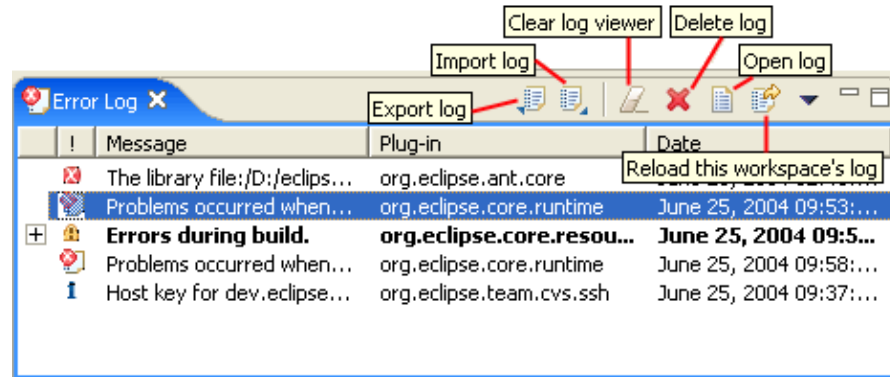 Clear log viewer Delete log
Import log Open log
Error Log Export log
! Message Plug-in Date
Reload this workspace's log
The library file:/D:/eclips... org.eclipse.ant.core
Problems occurred when... org.eclipse.core.runtime June 25, 2004 09:53:...
Errors during build. org.eclipse.core.resou... June 25, 2004 09:5...
Problems occurred when... org.eclipse.core.runtime June 25, 2004 09:58:...
Host key for dev.eclipse... org.eclipse.team.cvs.ssh June 25, 2004 09:37:...